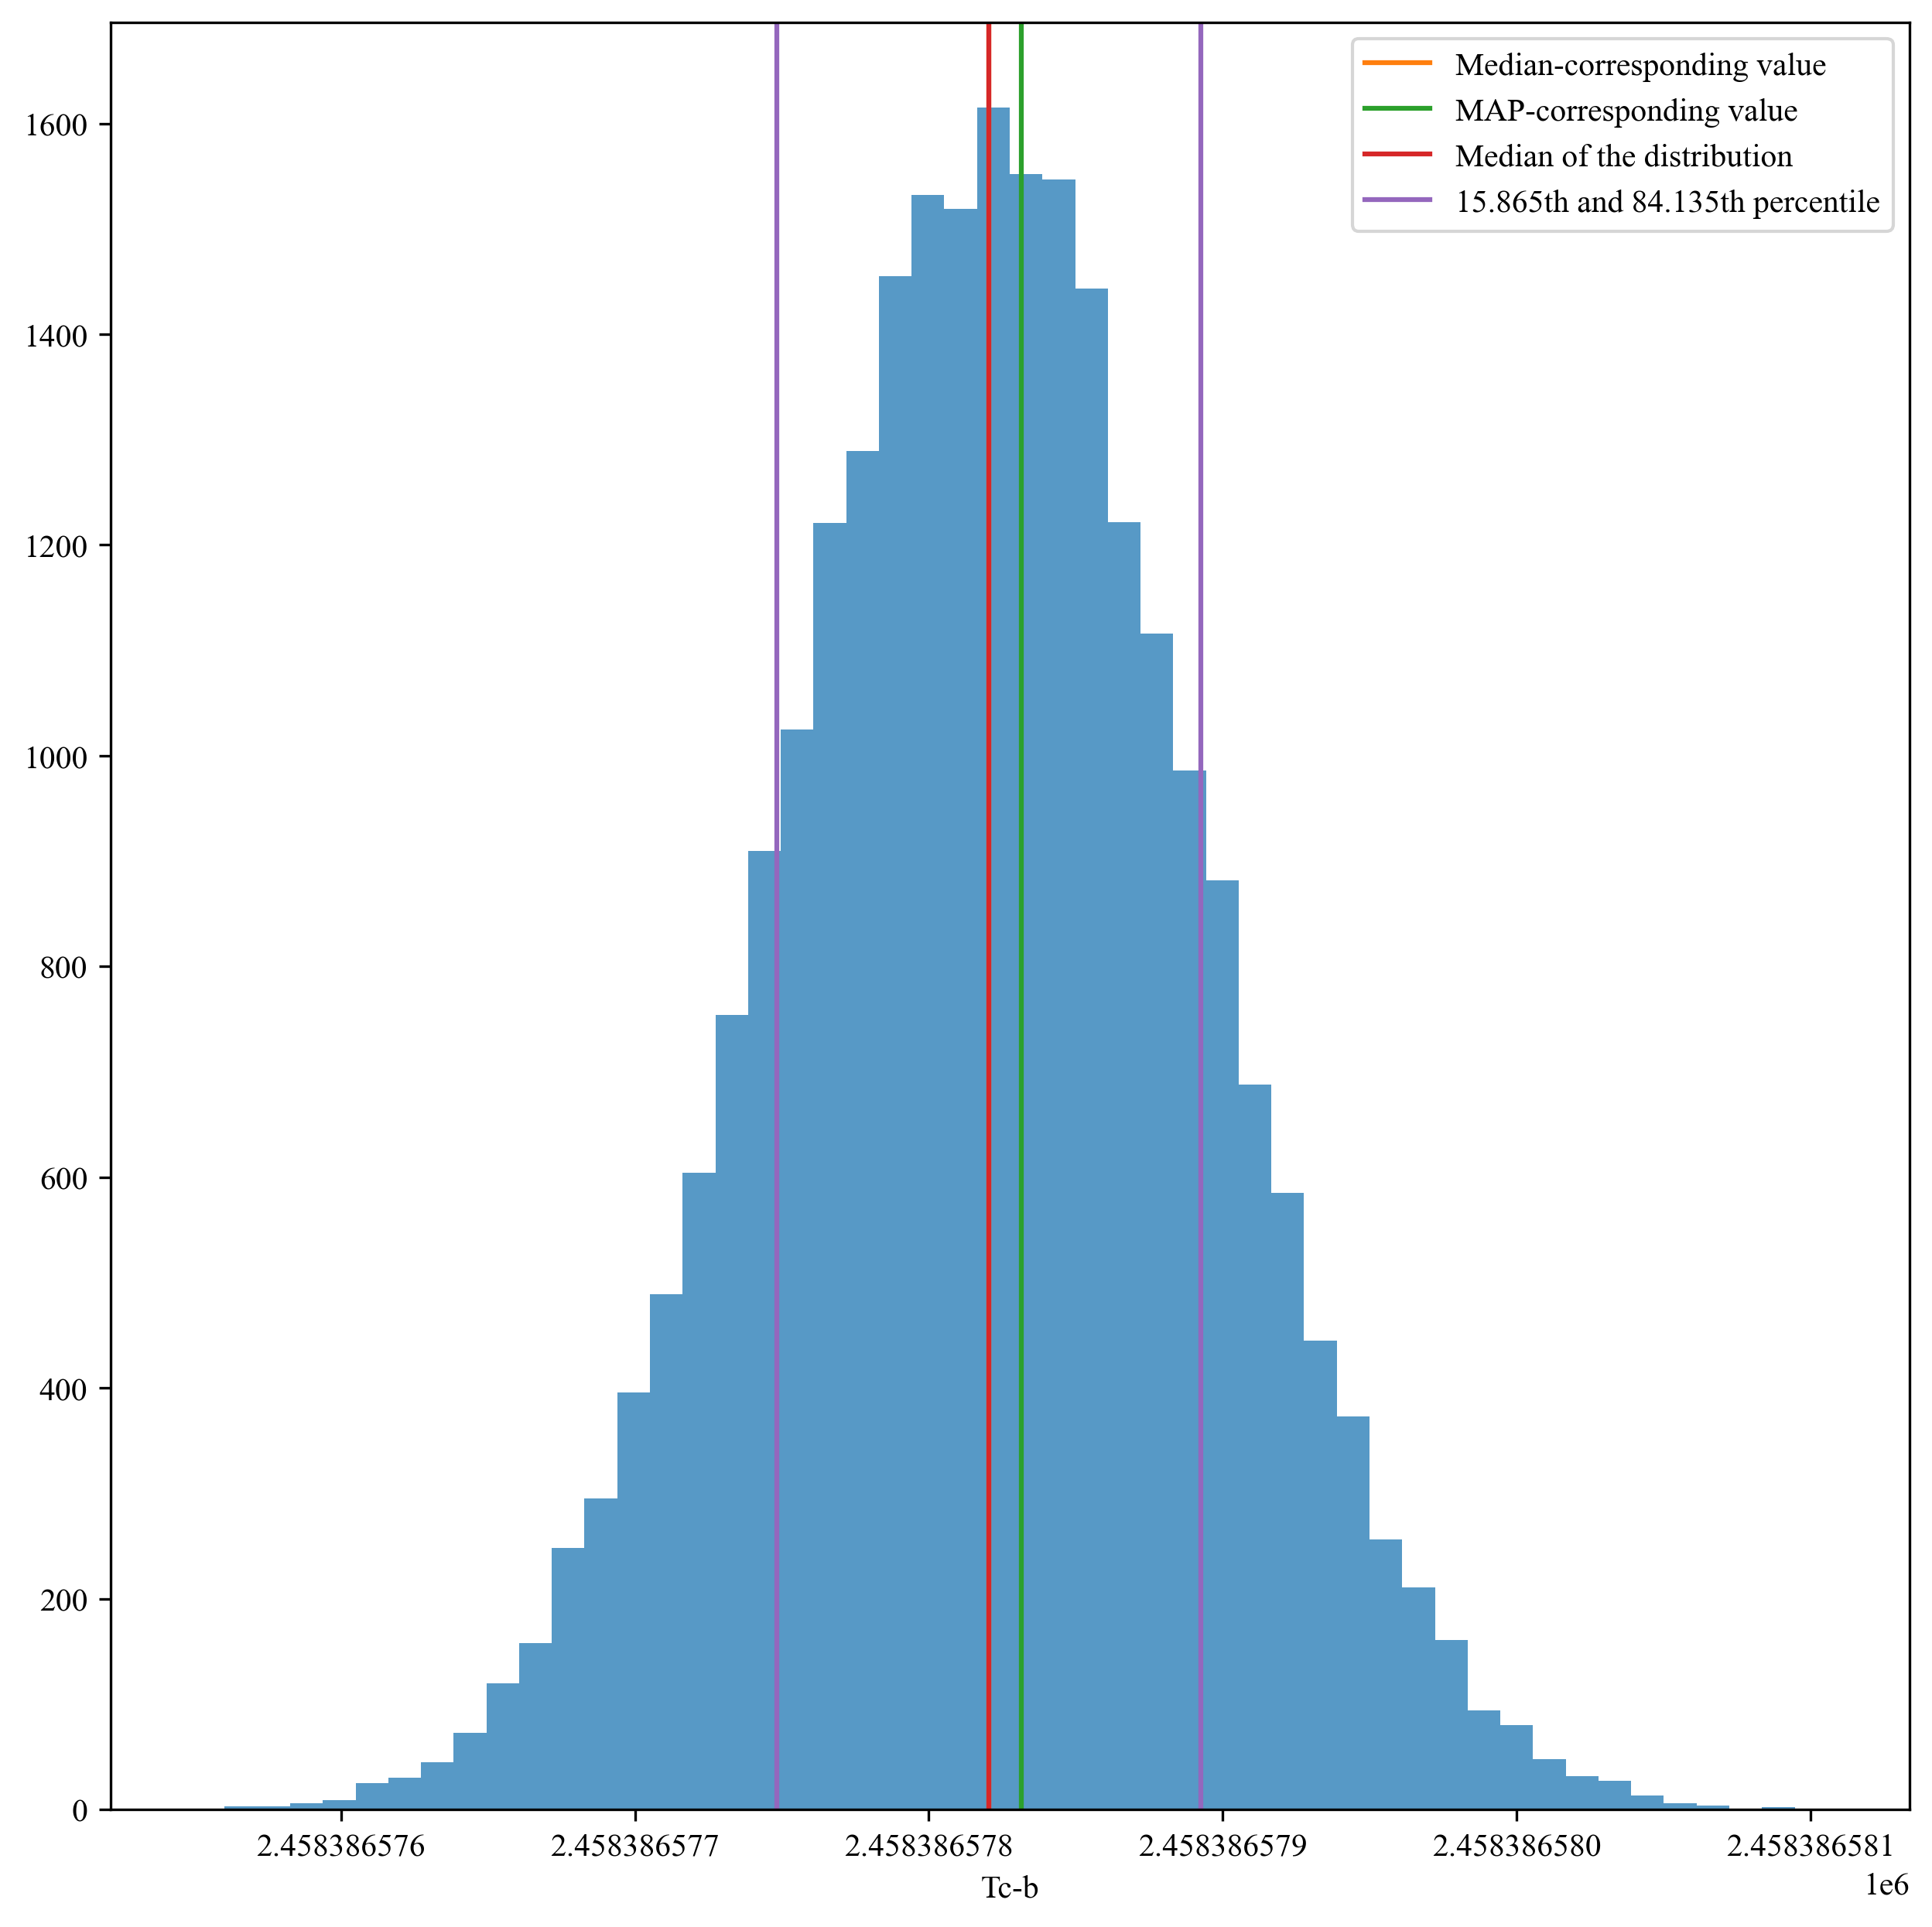 Median-corresponding value
MAP-corresponding value
Median of the distribution
15.865th and 84.135th percentile
1600
1400
1200
1000
800
600
400
200
0
2.458386576 2.458386577 2.458386578 2.458386579 2.458386580 2.458386581
Tc-b 1e6